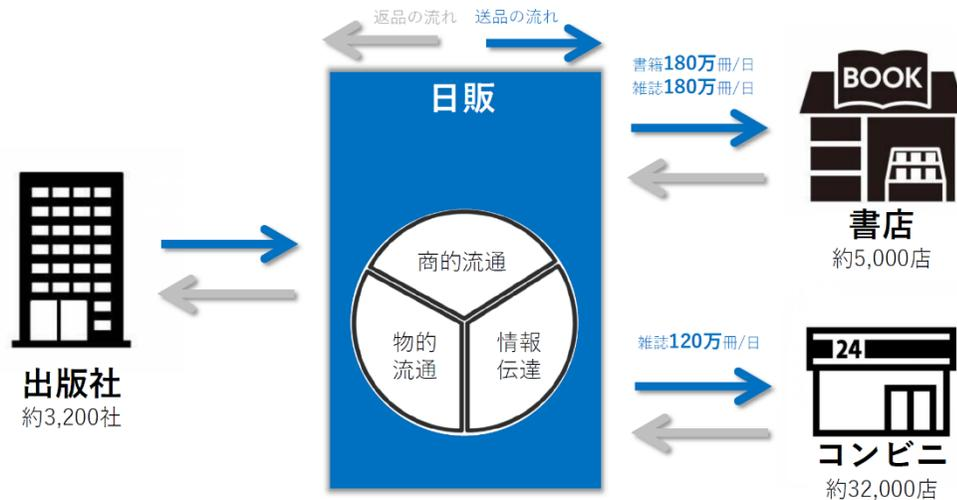 返品の流れ
送品の流れ
日販
書籍180万冊/日
雑誌180万冊/日
BOOK
書店
約5,000店
商的流通
物的
流通
情報
伝達
出版社
約3,200社
雑誌120万冊/日
24
コンビニ
約32,000店